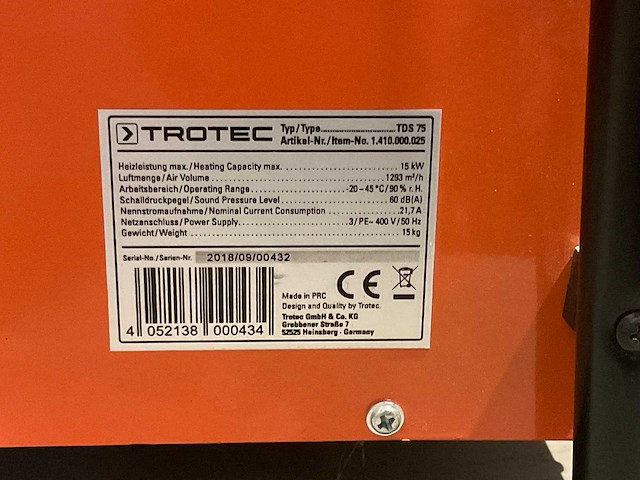 TROTEC
Typ/Type..............................TDS 75
Artikel-Nr./Item-No. 1.410.000.025
Heizleistung max./Heating Capacity max. .............................. 15 kW
Luftmenge/Air Volume .............................. 1293 m³/h
Arbeitsbereich/Operating Range .............................. -20 – 45 °C/90 % r. H.
Schalldruckpegel/Sound Pressure Level .............................. 60 dB(A)
Nennstromaufnahme/Nominal Current Consumption .............................. 21,7 A
Netzanschluss/Power Supply .............................. 3/PE~ 400 V/50 Hz
Gewicht/Weight .............................. 15 kg
Serial-No./Serien-Nr. 2018/09/00432
CE
Made in PRC
Design and Quality by Trotec.
Trotec GmbH & Co. KG
Grebbener Straße 7
52525 Heinsberg - Germany
4 052138 000434